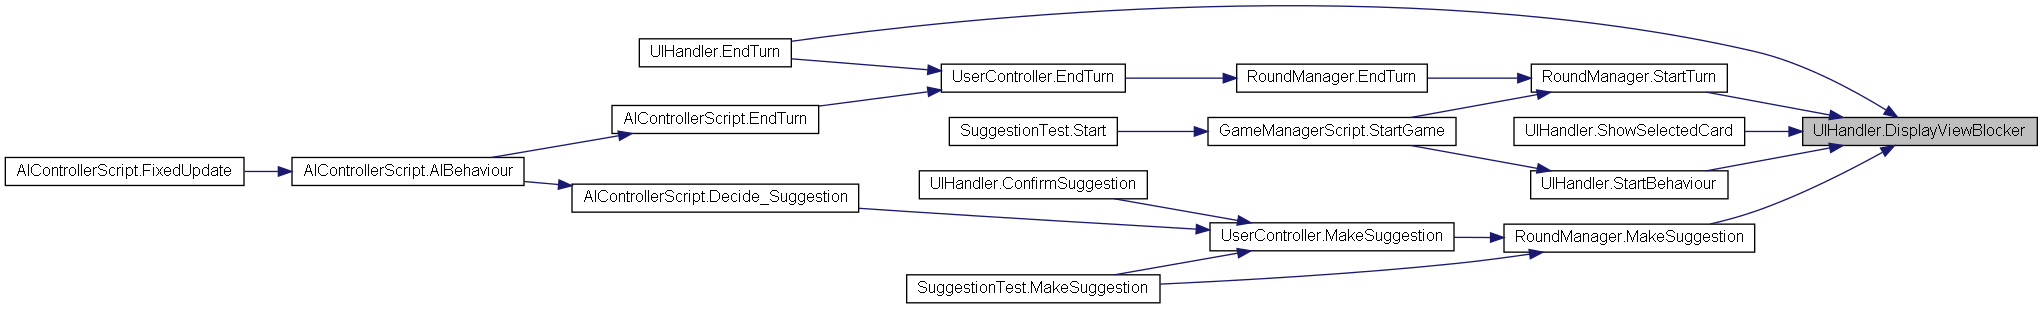 UIHandler.EndTurn
UserController.EndTurn
RoundManager.EndTurn
RoundManager.StartTurn
AIControllerScript.EndTurn
SuggestionTest.Start
GameManagerScript.StartGame
UIHandler.ShowSelectedCard
UIHandler.DisplayViewBlocker
AIControllerScript.FixedUpdate
AIControllerScript.AIBehaviour
UIHandler.ConfirmSuggestion
UIHandler.StartBehaviour
AIControllerScript.Decide_Suggestion
UserController.MakeSuggestion
RoundManager.MakeSuggestion
SuggestionTest.MakeSuggestion